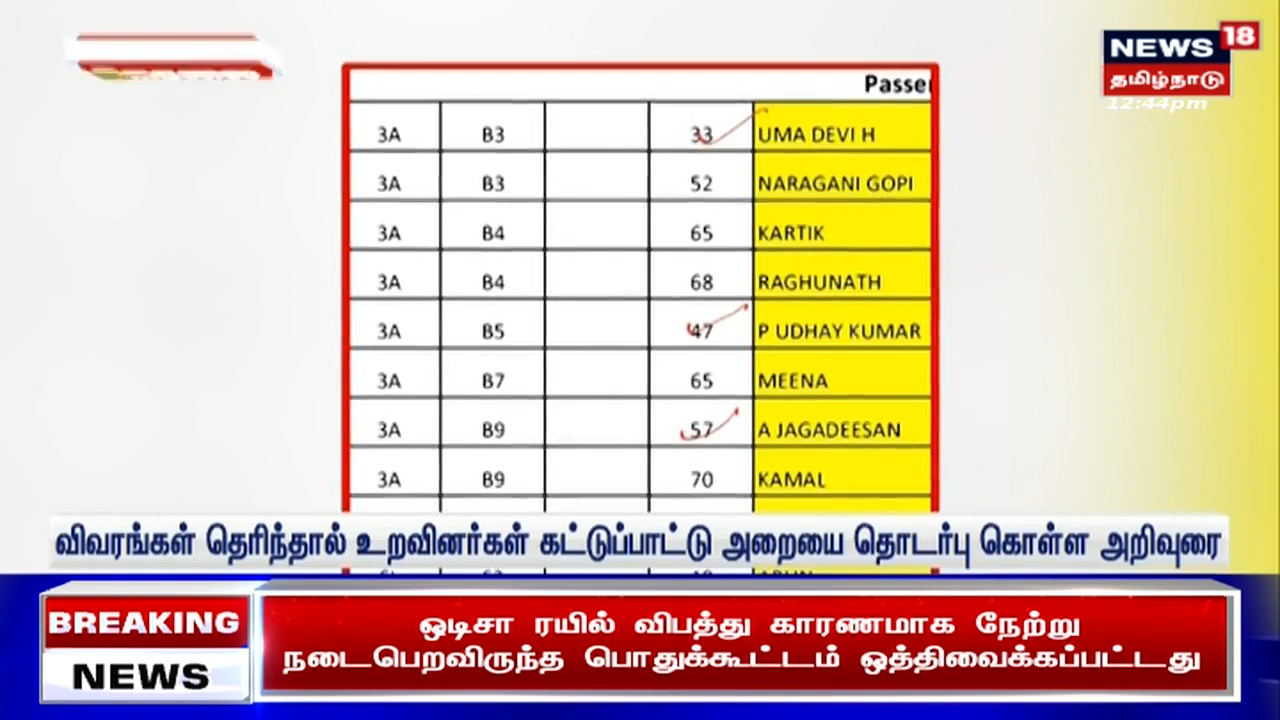 NEWS 18
தமிழ்நாடு
12:44pm
Passe
3A B3 33 UMA DEVI H
3A B3 52 NARAGANI GOPI
3A B4 65 KARTIK
3A B4 68 RAGHUNATH
3A B5 47 P UDHAY KUMAR
3A B7 65 MEENA
3A B9 57 A JAGADEESAN
3A B9 70 KAMAL
விவரங்கள் தெரிந்தால் உறவினர்கள் கட்டுப்பாட்டு அறையை தொடர்பு கொள்ள அறிவுரை
BREAKING
NEWS
ஒடிசா ரயில் விபத்து காரணமாக நேற்று
நடைபெறவிருந்த பொதுக்கூட்டம் ஒத்திவைக்கப்பட்டது